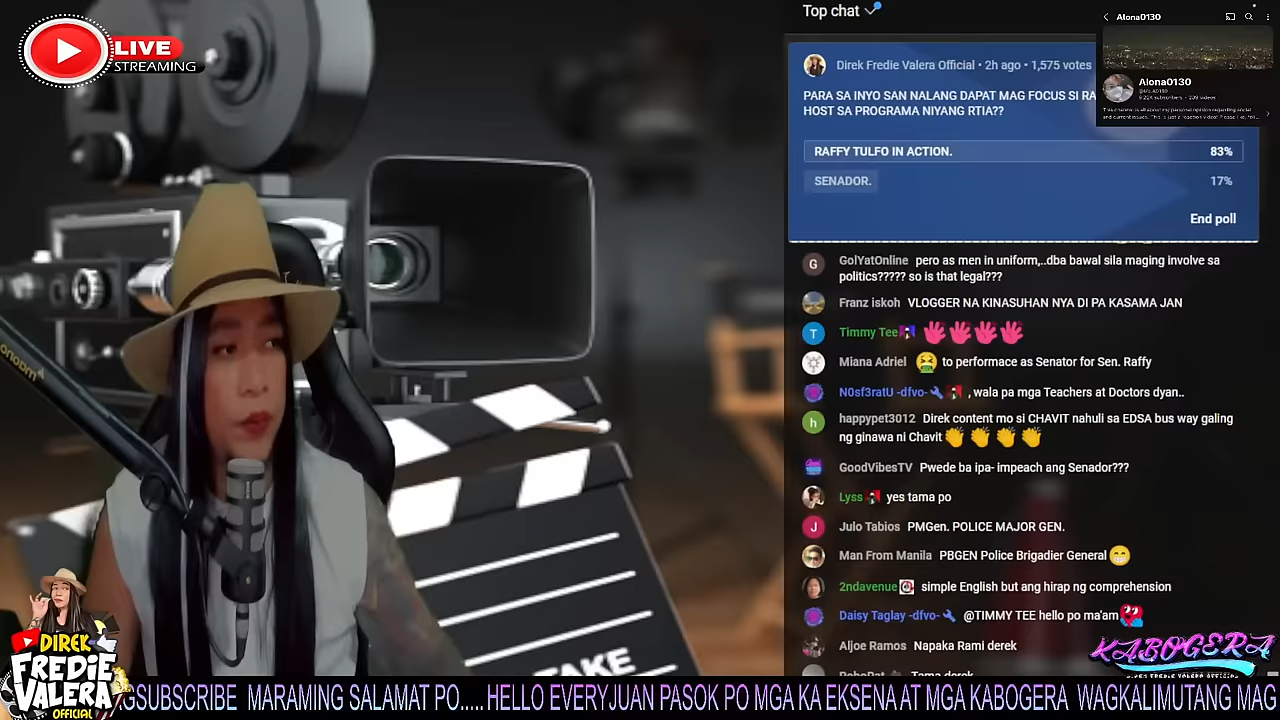 LIVE
STREAMING
Top chat
Alona0130
Alona0130
Direk Fredie Valera Official • 2h ago • 1,575 votes
PARA SA INYO SAN NALANG DAPAT MAG FOCUS SI RA
HOST SA PROGRAMA NIYANG RTIA??
RAFFY TULFO IN ACTION. 83%
SENADOR. 17%
End poll
G GolYatOnline pero as men in uniform,..dba bawal sila maging involve sa
politics????? so is that legal???
Franz iskoh VLOGGER NA KINASUHAN NYA DI PA KASAMA JAN
T Timmy Tee
Miana Adriel to performace as Senator for Sen. Raffy
N0sf3ratU -dfvo- , wala pa mga Teachers at Doctors dyan..
h happypet3012 Direk content mo si CHAVIT nahuli sa EDSA bus way galing
ng ginawa ni Chavit
GoodVibesTV Pwede ba ipa- impeach ang Senador???
Lyss yes tama po
J Julo Tabios PMGen. POLICE MAJOR GEN.
Man From Manila PBGEN Police Brigadier General
2ndavenue simple English but ang hirap ng comprehension
Daisy Taglay -dfvo- @TIMMY TEE hello po ma'am
Aljoe Ramos Napaka Rami derek
Tama derek
maono
TAKE
DIREK
FREDIE
VALERA
OFFICIAL
KABOGERA
GSUBSCRIBE MARAMING SALAMAT PO..... HELLO EVERYJUAN PASOK PO MGA KA EKSENA AT MGA KABOGERA WAGKALIMUTANG MAG